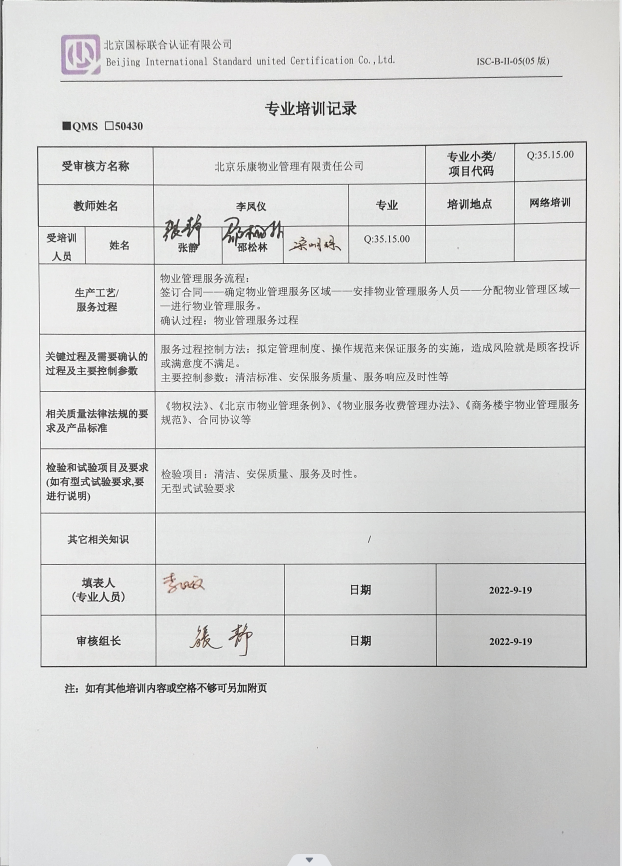 北京国标联合认证有限公司
Beijing International Standard united Certification Co.,Ltd.
ISC-B-II-05(05 版)
专业培训记录
■QMS □50430
受审核方名称 北京乐康物业管理有限责任公司 专业小类/项目代码 Q:35.15.00
教师姓名 李凤仪 专业 培训地点 网络培训
张静 邵松林
受培训人员 姓名 张静 邵松林 Q:35.15.00
生产工艺/服务过程
物业管理服务流程：
签订合同——确定物业管理服务区域——安排物业管理服务人员——分配物业管理区域—
—进行物业管理服务。
确认过程：物业管理服务过程
关键过程及需要确认的过程及主要控制参数
服务过程控制方法：拟定管理制度、操作规范来保证服务的实施，造成风险就是顾客投诉
或满意度不满足。
主要控制参数：清洁标准、安保服务质量、服务响应及时性等
相关质量法律法规的要求及产品标准
《物权法》、《北京市物业管理条例》、《物业服务收费管理办法》、《商务楼宇物业管理服务
规范》、合同协议等
检验和试验项目及要求(如有型式试验要求,要进行说明)
检验项目：清洁、安保质量、服务及时性。
无型式试验要求
其它相关知识 /
填表人（专业人员） 日期 2022-9-19
审核组长 張静 日期 2022-9-19
注：如有其他培训内容或空格不够可另加附页